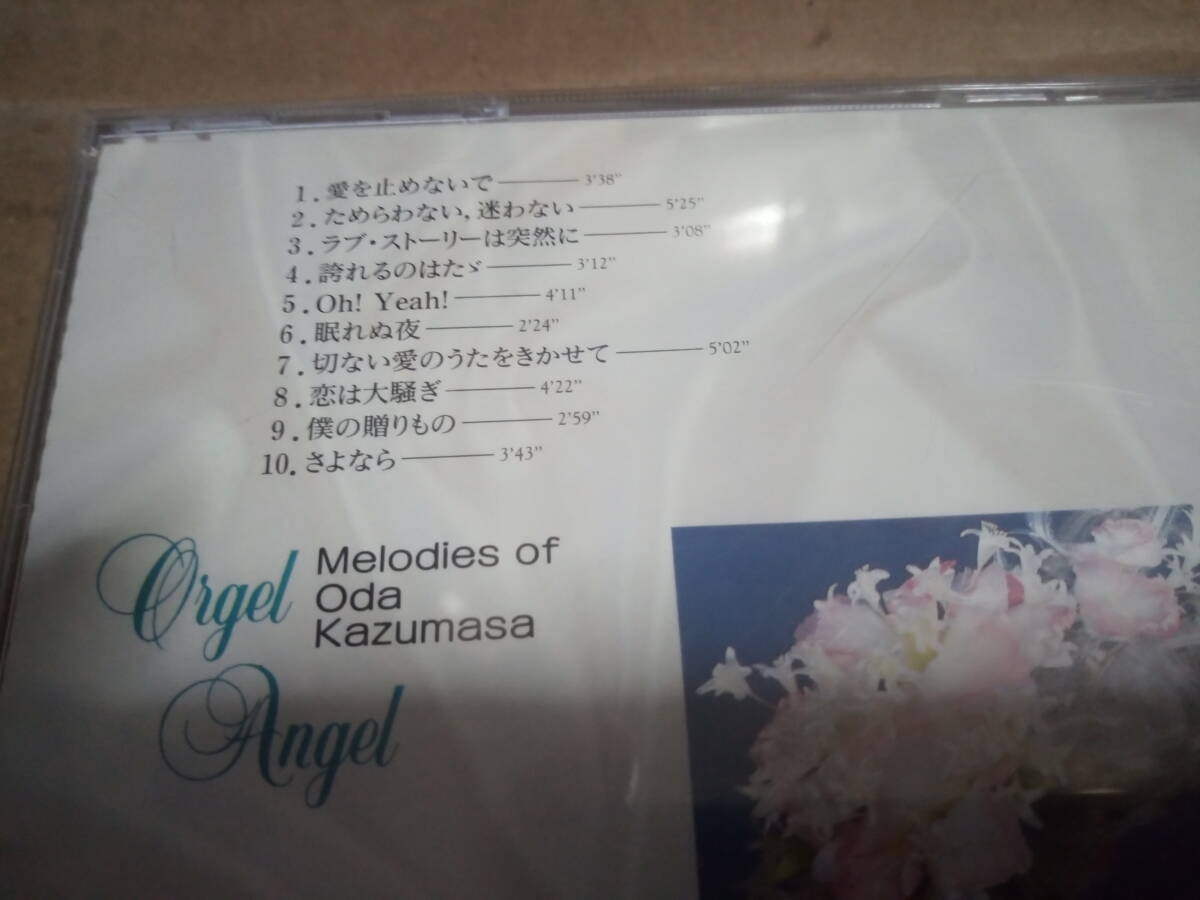 1. 愛を止めないで―――3'38"
2. ためらわない, 迷わない―――5'25"
3. ラブ・ストーリーは突然に―――3'08"
4. 誇れるのはたゞ―――3'12"
5. Oh! Yeah!―――4'11"
6. 眠れぬ夜―――2'24"
7. 切ない愛のうたをきかせて―――5'02"
8. 恋は大騒ぎ―――4'22"
9. 僕の贈りもの―――2'59"
10. さよなら―――3'43"
Orgel
Angel
Melodies of
Oda
Kazumasa